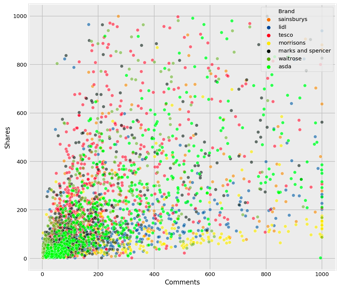 1000
800
600
400
200
0
Shares
0
200
400
600
800
1000
Comments
Brand
sainsburys
lidl
tesco
morrisons
marks and spencer
waitrose
asda